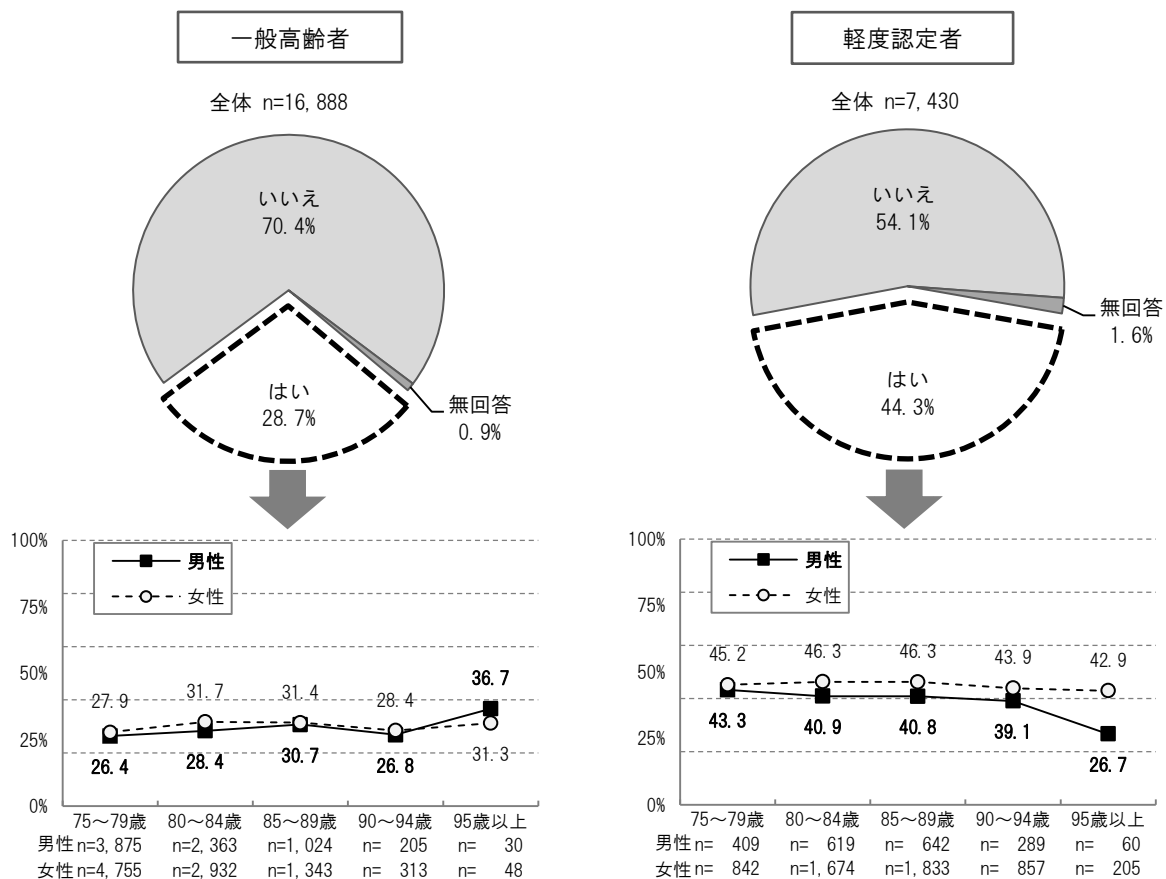 一般高齢者
全体 n=16,888
いいえ
70.4%
はい
28.7%
無回答
0.9%
100%
75%
50%
25%
0%
男性
女性
27.9
31.7
31.4
28.4
36.7
26.4
28.4
30.7
26.8
31.3
75～79歳 80～84歳 85～89歳 90～94歳 95歳以上
男性 n=3,875 n=2,363 n=1,024 n= 205 n= 30
女性 n=4,755 n=2,932 n=1,343 n= 313 n= 48
軽度認定者
全体 n=7,430
いいえ
54.1%
無回答
1.6%
はい
44.3%
100%
75%
50%
25%
0%
男性
女性
45.2
46.3
46.3
43.9
42.9
43.3
40.9
40.8
39.1
26.7
75～79歳 80～84歳 85～89歳 90～94歳 95歳以上
男性 n= 409 n= 619 n= 642 n= 289 n= 60
女性 n= 842 n=1,674 n=1,833 n= 857 n= 205